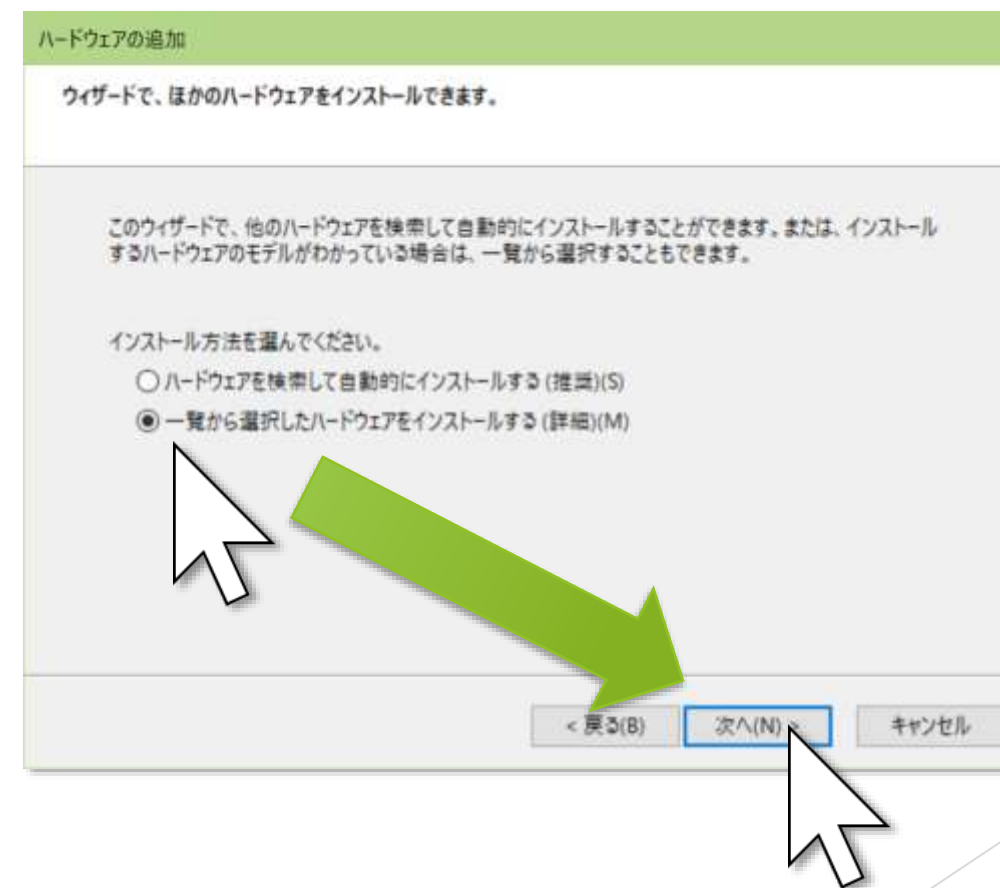 ハードウェアの追加
ウィザードで、ほかのハードウェアをインストールできます。
このウィザードで、他のハードウェアを検索して自動的にインストールすることができます。または、インストール
するハードウェアのモデルがわかっている場合は、一覧から選択することもできます。
インストール方法を選んでください。
ハードウェアを検索して自動的にインストールする (推奨)(S)
一覧から選択したハードウェアをインストールする (詳細)(M)
< 戻る(B) 次へ(N) > キャンセル